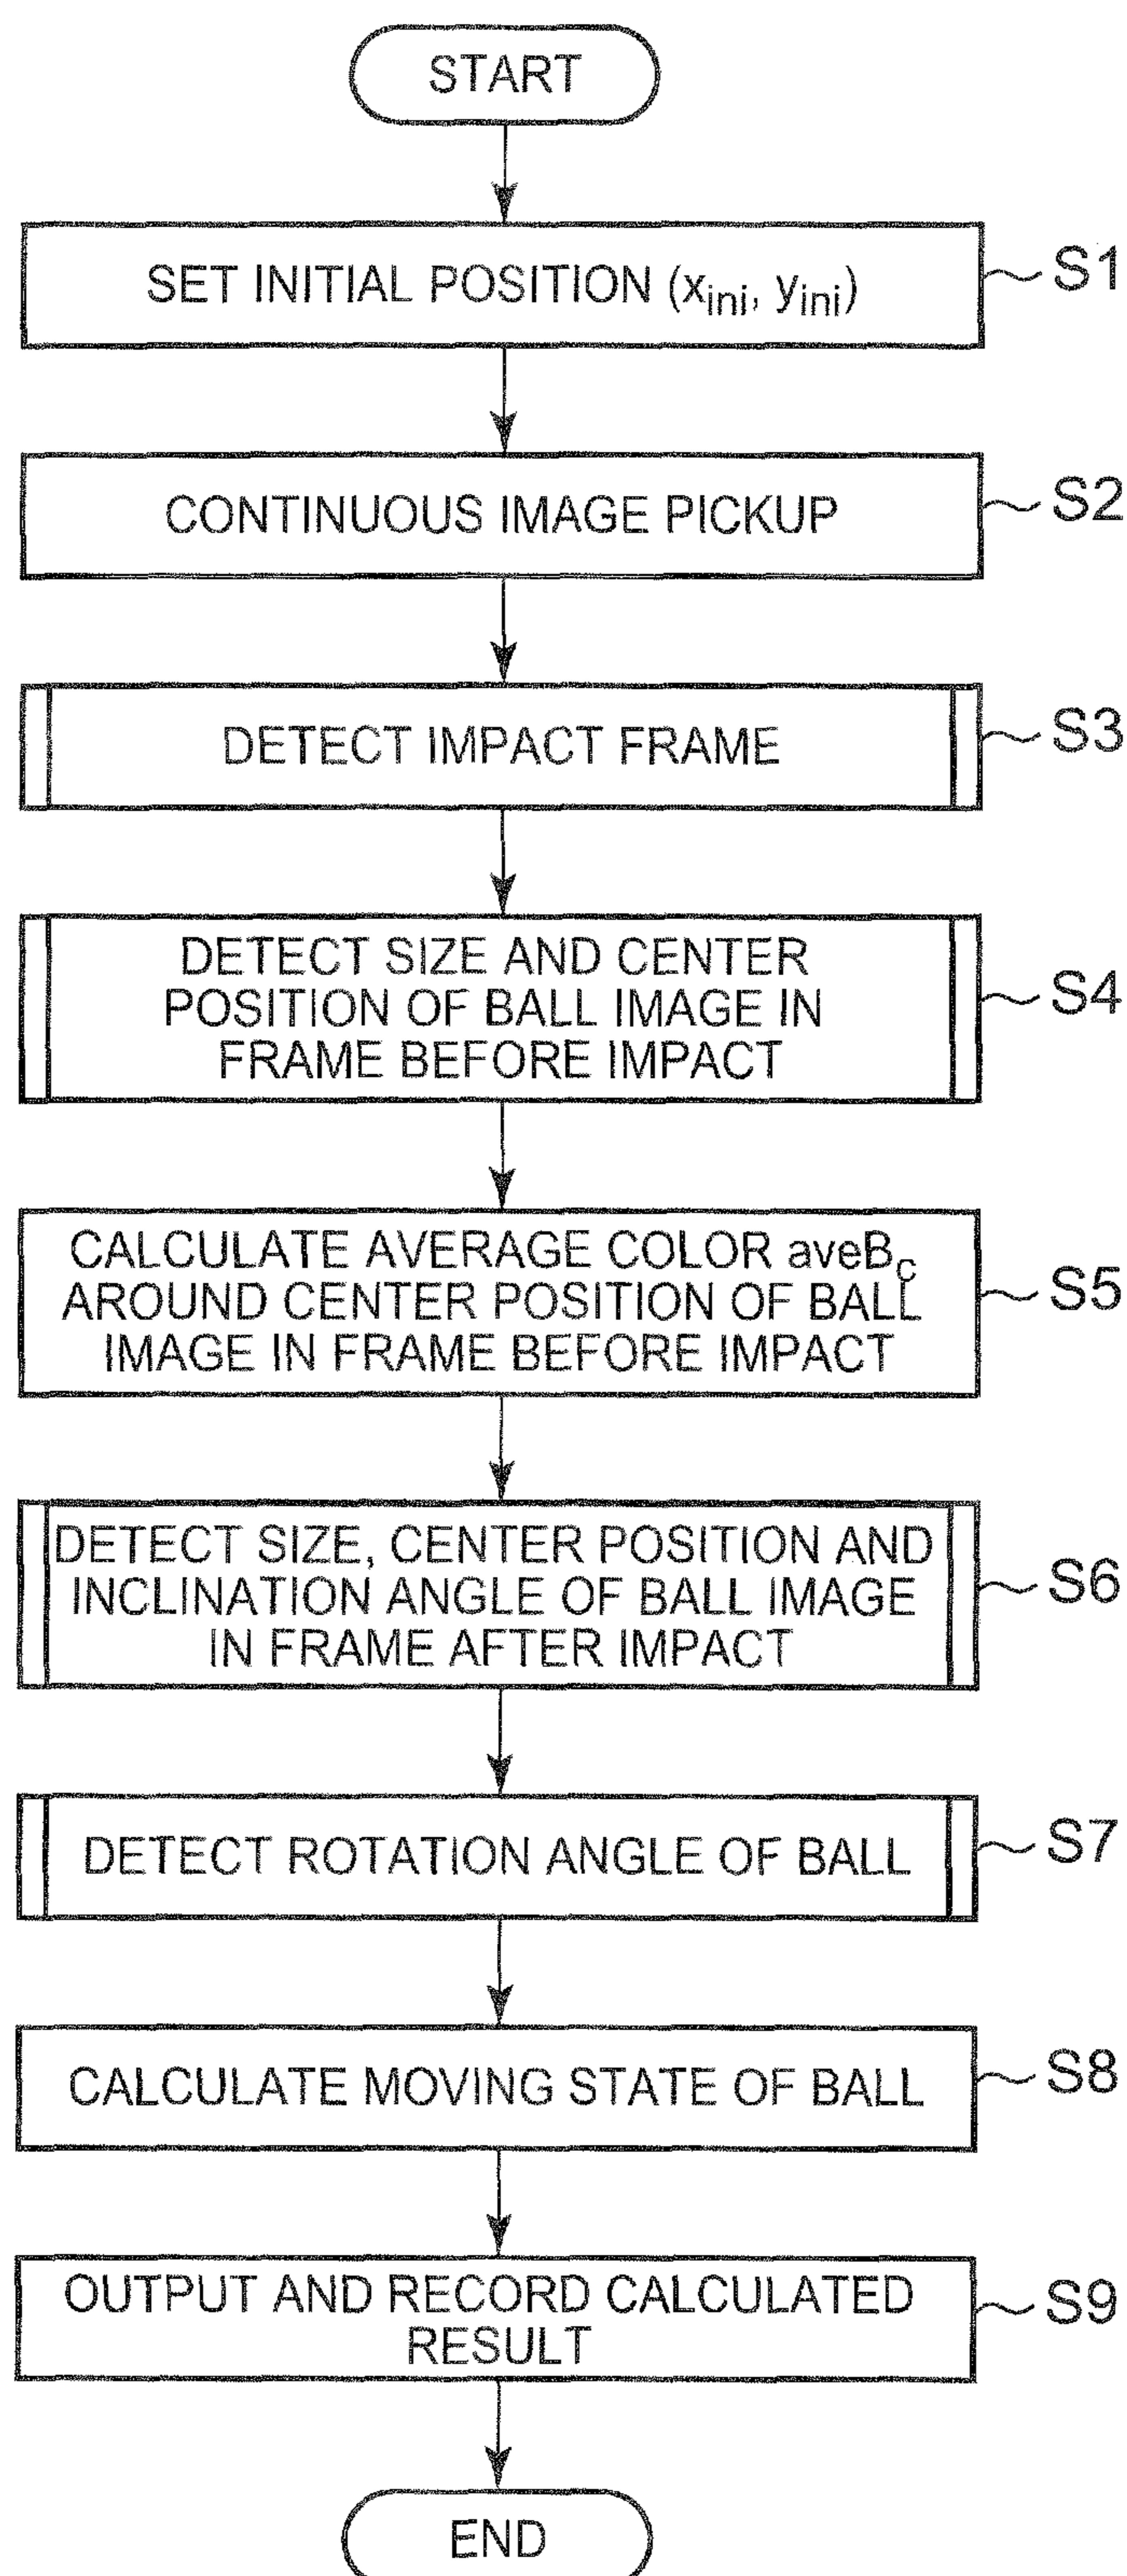 START
SET INITIAL POSITION (xini, yini)
S1
CONTINUOUS IMAGE PICKUP
S2
DETECT IMPACT FRAME
S3
DETECT SIZE AND CENTER
POSITION OF BALL IMAGE IN
FRAME BEFORE IMPACT
S4
CALCULATE AVERAGE COLOR aveBc
AROUND CENTER POSITION OF BALL
IMAGE IN FRAME BEFORE IMPACT
S5
DETECT SIZE, CENTER POSITION AND
INCLINATION ANGLE OF BALL IMAGE
IN FRAME AFTER IMPACT
S6
DETECT ROTATION ANGLE OF BALL
S7
CALCULATE MOVING STATE OF BALL
S8
OUTPUT AND RECORD CALCULATED
RESULT
S9
END